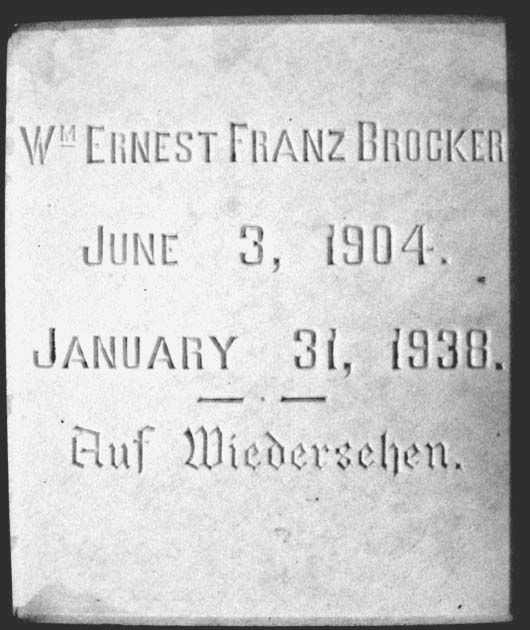 Wᴹ ERNEST FRANZ BROCKER
JUNE 3, 1904.
JANUARY 31, 1938.
Auf Wiedersehen.